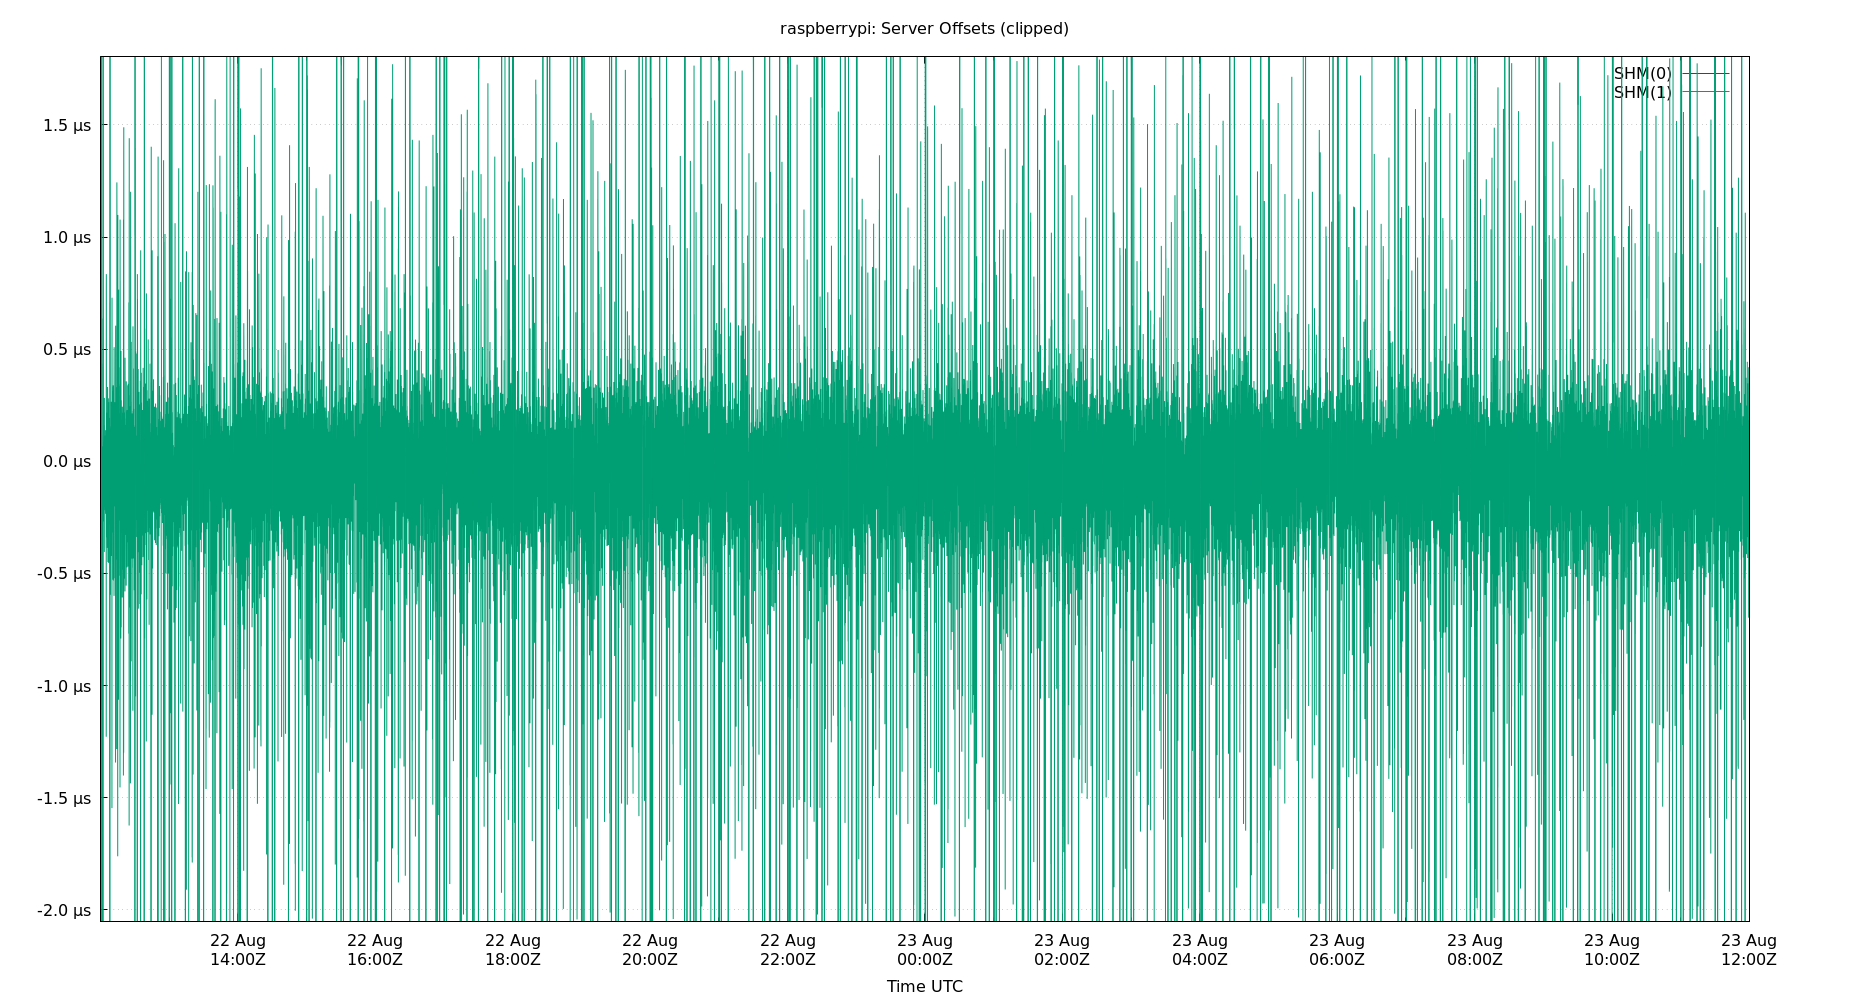 raspberrypi: Server Offsets (clipped)
SHM(0)
SHM(1)
1.5 µs
1.0 µs
0.5 µs
0.0 µs
-0.5 µs
-1.0 µs
-1.5 µs
-2.0 µs
22 Aug 22 Aug 22 Aug 22 Aug 22 Aug 23 Aug 23 Aug 23 Aug 23 Aug 23 Aug 23 Aug 23 Aug
14:00Z 16:00Z 18:00Z 20:00Z 22:00Z 00:00Z 02:00Z 04:00Z 06:00Z 08:00Z 10:00Z 12:00Z
Time UTC